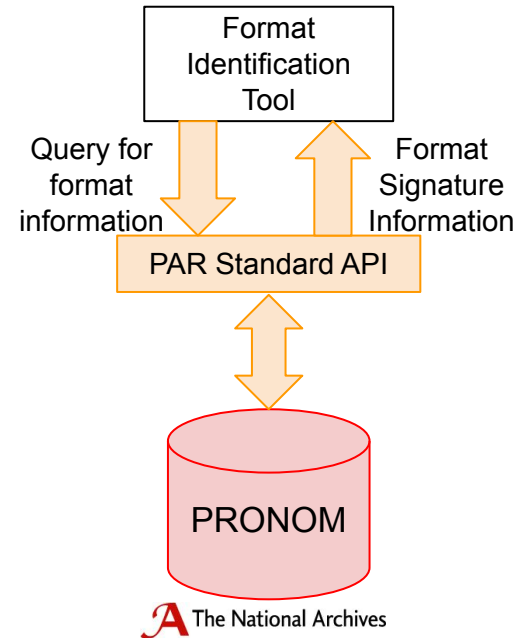 Format
Identification
Tool
Query for
format
information
Format
Signature
Information
PAR Standard API
PRONOM
The National Archives